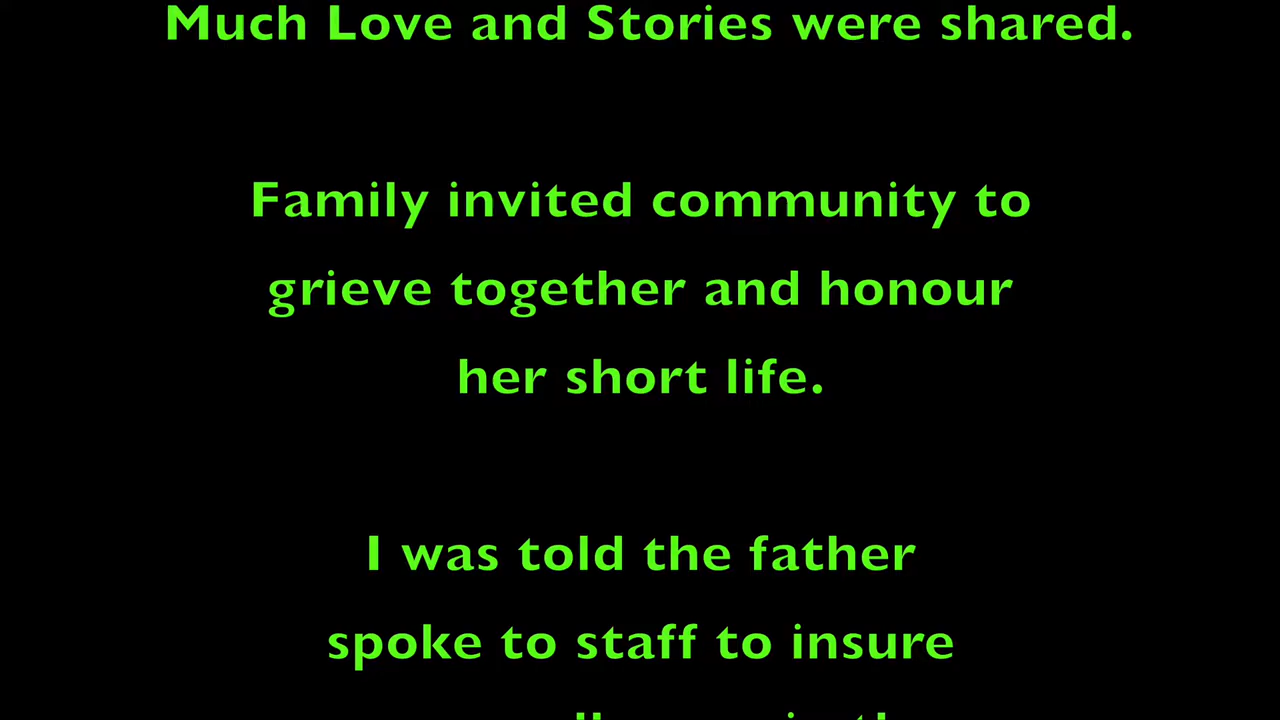 Much Love and Stories were shared.
Family invited community to
grieve together and honour
her short life.
I was told the father
spoke to staff to insure